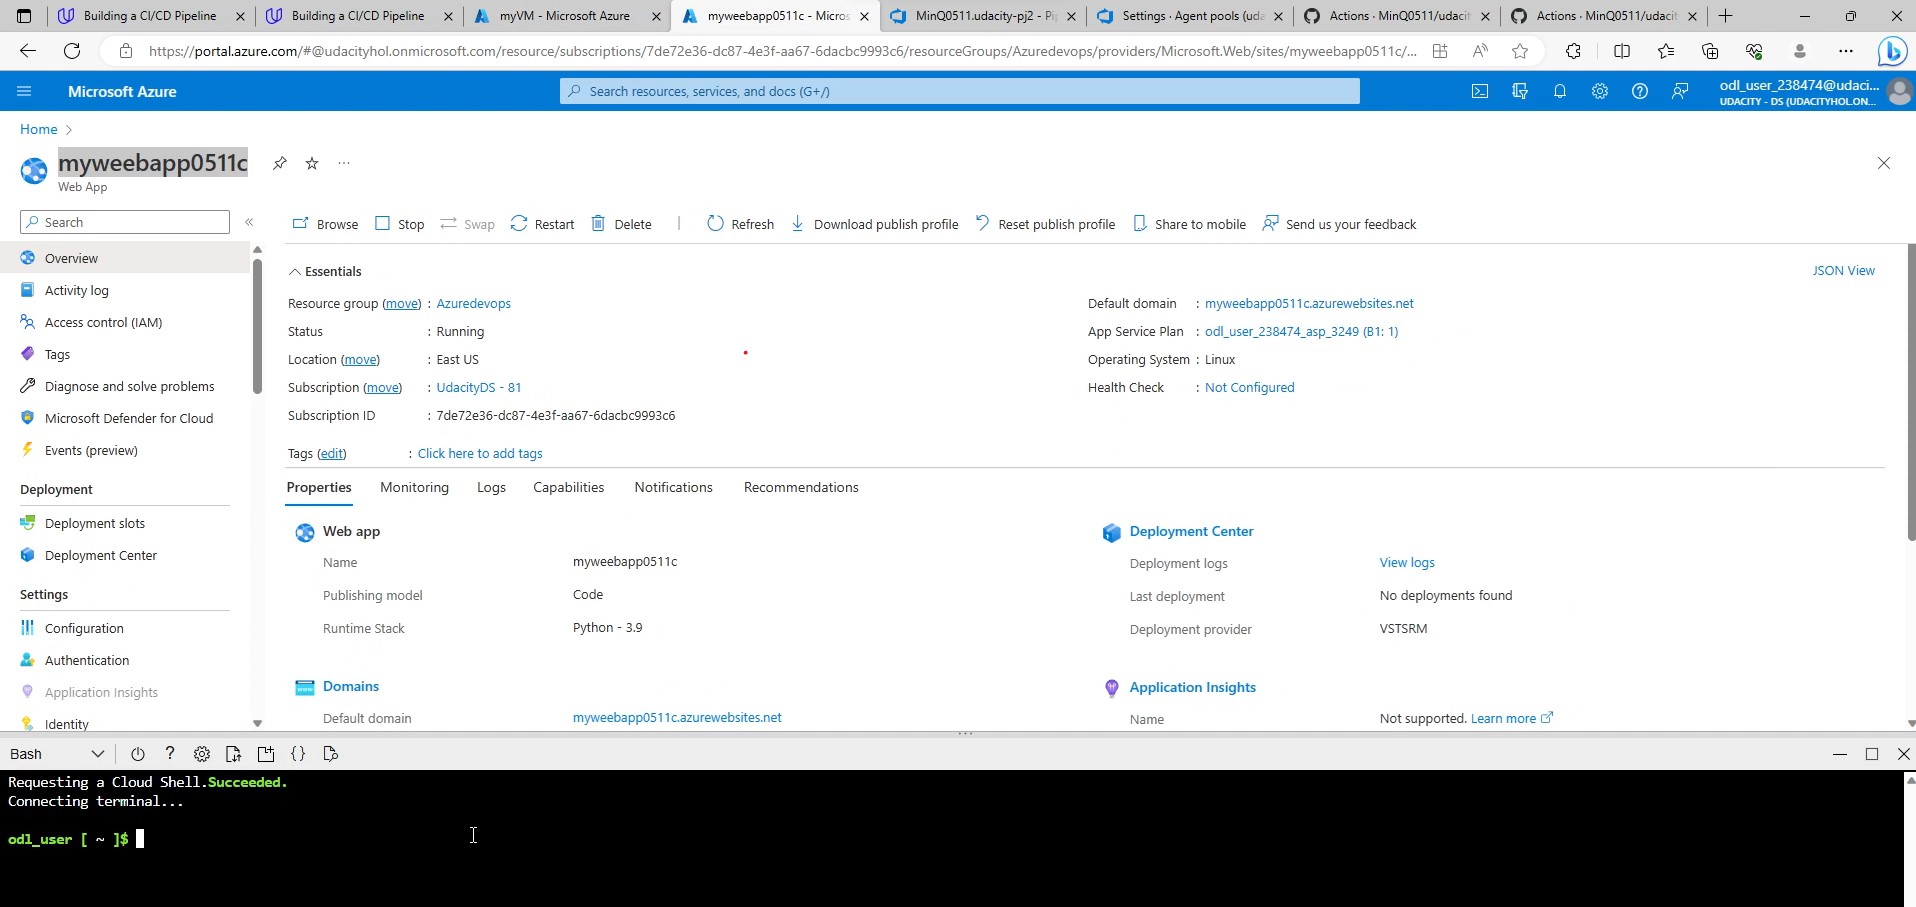 Building a CI/CD Pipeline
Building a CI/CD Pipeline
myVM - Microsoft Azure
myweebapp0511c - Micros
MinQ0511.udacity-pj2 - Pip
Settings · Agent pools (uda
Actions · MinQ0511/udacit
Actions · MinQ0511/udacit
https://portal.azure.com/#@udacityhol.onmicrosoft.com/resource/subscriptions/7de72e36-dc87-4e3f-aa67-6dacbc9993c6/resourceGroups/Azuredevops/providers/Microsoft.Web/sites/myweebapp0511c/...
Microsoft Azure
Search resources, services, and docs (G+/)
odl_user_238474@udaci...
UDACITY - DS (UDACITYHOL.ON...
Home >
myweebapp0511c
Web App
Search
Browse Stop Swap Restart Delete Refresh Download publish profile Reset publish profile Share to mobile Send us your feedback
Overview
Activity log
Access control (IAM)
Tags
Diagnose and solve problems
Microsoft Defender for Cloud
Events (preview)
Deployment
Deployment slots
Deployment Center
Settings
Configuration
Authentication
Application Insights
Identity
Essentials
JSON View
Resource group (move) : Azuredevops
Status : Running
Location (move) : East US
Subscription (move) : UdacityDS - 81
Subscription ID : 7de72e36-dc87-4e3f-aa67-6dacbc9993c6
Default domain : myweebapp0511c.azurewebsites.net
App Service Plan : odl_user_238474_asp_3249 (B1: 1)
Operating System : Linux
Health Check : Not Configured
Tags (edit) : Click here to add tags
Properties Monitoring Logs Capabilities Notifications Recommendations
Web app
Name myweebapp0511c
Publishing model Code
Runtime Stack Python - 3.9
Domains
Default domain myweebapp0511c.azurewebsites.net
Deployment Center
Deployment logs View logs
Last deployment No deployments found
Deployment provider VSTSRM
Application Insights
Name Not supported. Learn more
Bash
Requesting a Cloud Shell.Succeeded.
Connecting terminal...
odl_user [ ~ ]$